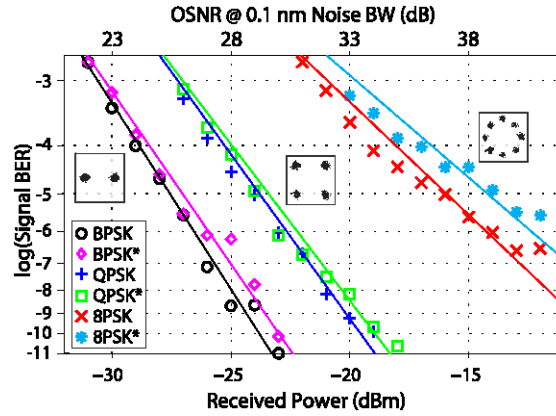 OSNR @ 0.1 nm Noise BW (dB)
23 28 33 38
-3
-4
-5
-6
-7
-8
-9
-10
-11
log(Signal BER)
BPSK
BPSK*
QPSK
QPSK*
8PSK
8PSK*
−30 −25 −20 −15
Received Power (dBm)